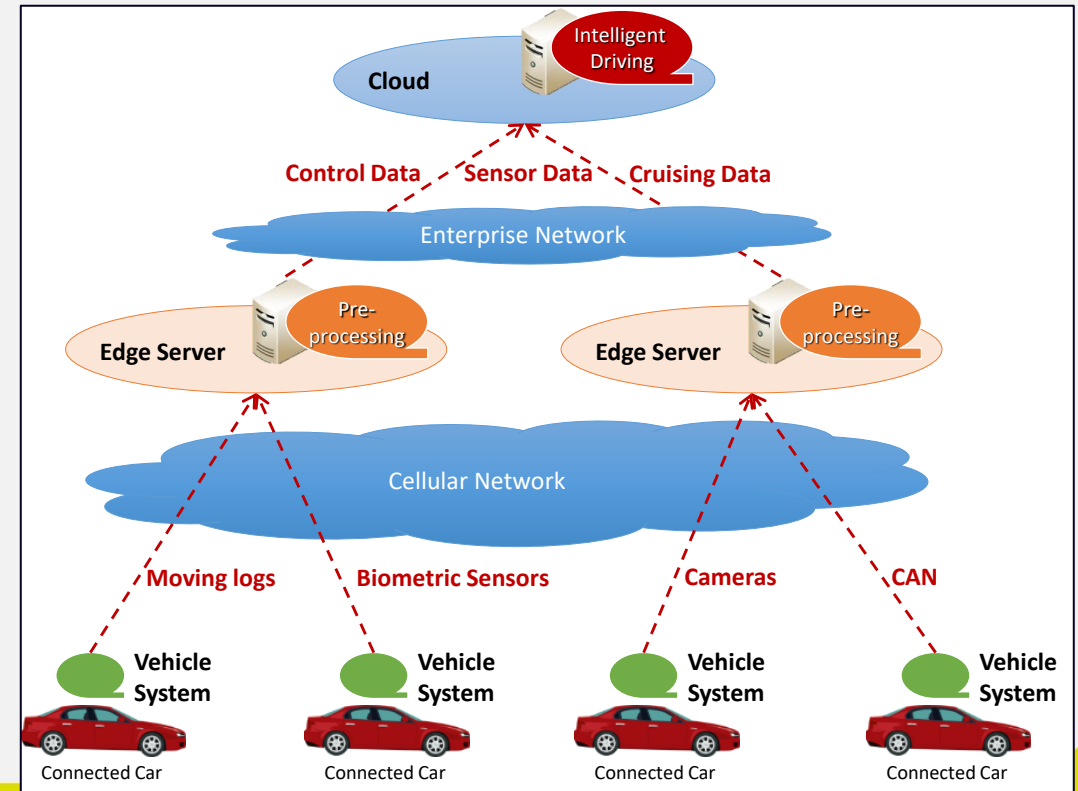 Intelligent
Driving
Cloud
Control Data
Sensor Data
Cruising Data
Enterprise Network
Pre-
processing
Edge Server
Pre-
processing
Edge Server
Cellular Network
Moving logs
Biometric Sensors
Cameras
CAN
Vehicle
System
Vehicle
System
Vehicle
System
Vehicle
System
Connected Car
Connected Car
Connected Car
Connected Car